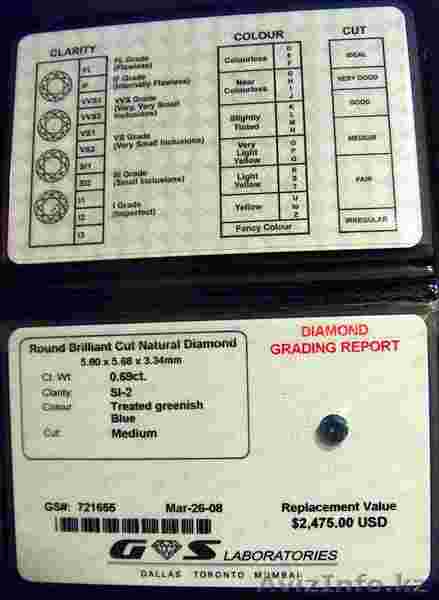 CLARITY
COLOUR
CUT
FL
FL Grade
(Flawless)
IF
IF Grade
(Internally Flawless)
VVS1
VVS2
VVS Grade
(Very, Very Small
Inclusions)
VS1
VS2
VS Grade
(Very Small Inclusions)
SI1
SI2
SI Grade
(Small Inclusions)
I1
I2
I3
I Grade
(Imperfect)
Colourless
D
E
F
Near
Colourless
G
H
I
J
Slightly
Tinted
K
L
M
N
Very
Light
Yellow
O
P
Q
Light
Yellow
R
S
T
Yellow
U
Z
Fancy Colour
IDEAL
VERY GOOD
GOOD
MEDIUM
FAIR
IRREGULAR
Round Brilliant Cut Natural Diamond
5.60 x 5.68 x 3.34mm
Ct. Wt: 0.69ct.
Clarity: SI-2
Colour: Treated greenish
Blue
Cut: Medium
DIAMOND
GRADING REPORT
GS#: 721655 Mar-26-08
Replacement Value
$2,475.00 USD
G S LABORATORIES
DALLAS TORONTO MUMBAI
AvizInfo.kz